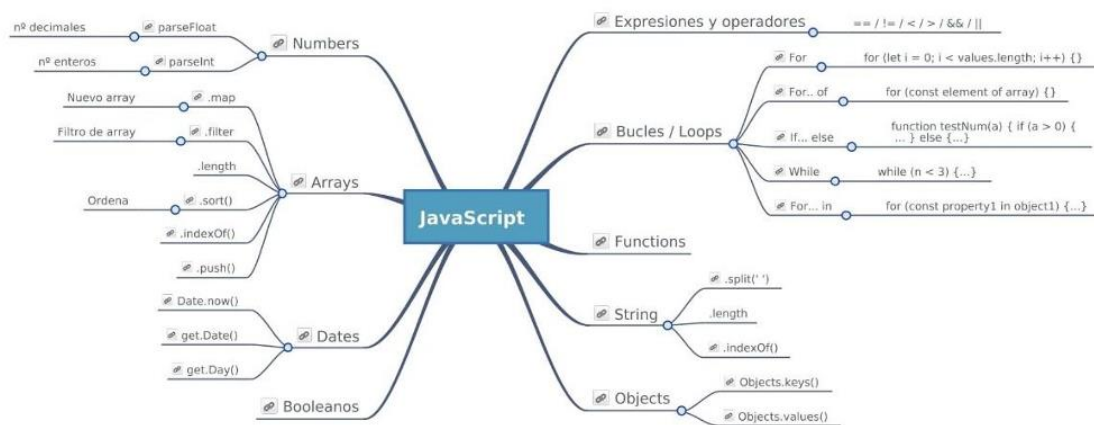 JavaScript
Numbers
parseFloat
nº decimales
parseInt
nº enteros
Arrays
.map
Nuevo array
.filter
Filtro de array
.length
.sort()
Ordena
.indexOf()
.push()
Dates
Date.now()
get.Date()
get.Day()
Booleanos
Expresiones y operadores
== / != / < / > / && / ||
Bucles / Loops
For
for (let i = 0; i < values.length; i++) {}
For.. of
for (const element of array) {}
If... else
function testNum(a) { if (a > 0) {
... } else {...}
While
while (n < 3) {...}
For... in
for (const property1 in object1) {...}
Functions
String
.split(' ')
.length
.indexOf()
Objects
Objects.keys()
Objects.values()